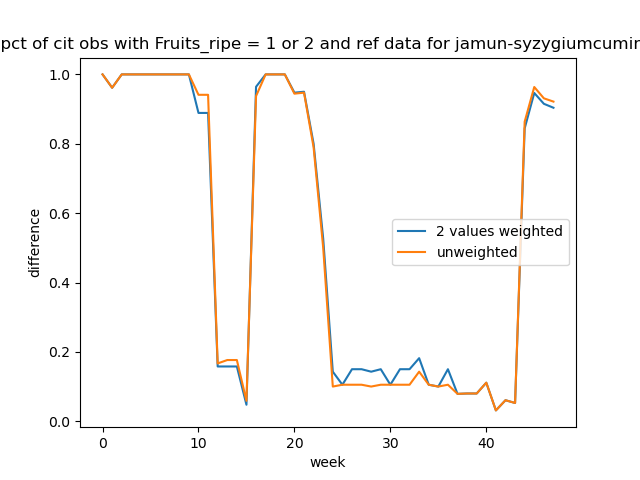 pct of cit obs with Fruits_ripe = 1 or 2 and ref data for jamun-syzygiumcumin
1.0
0.8
0.6
0.4
0.2
0.0
difference
2 values weighted
unweighted
0 10 20 30 40
week